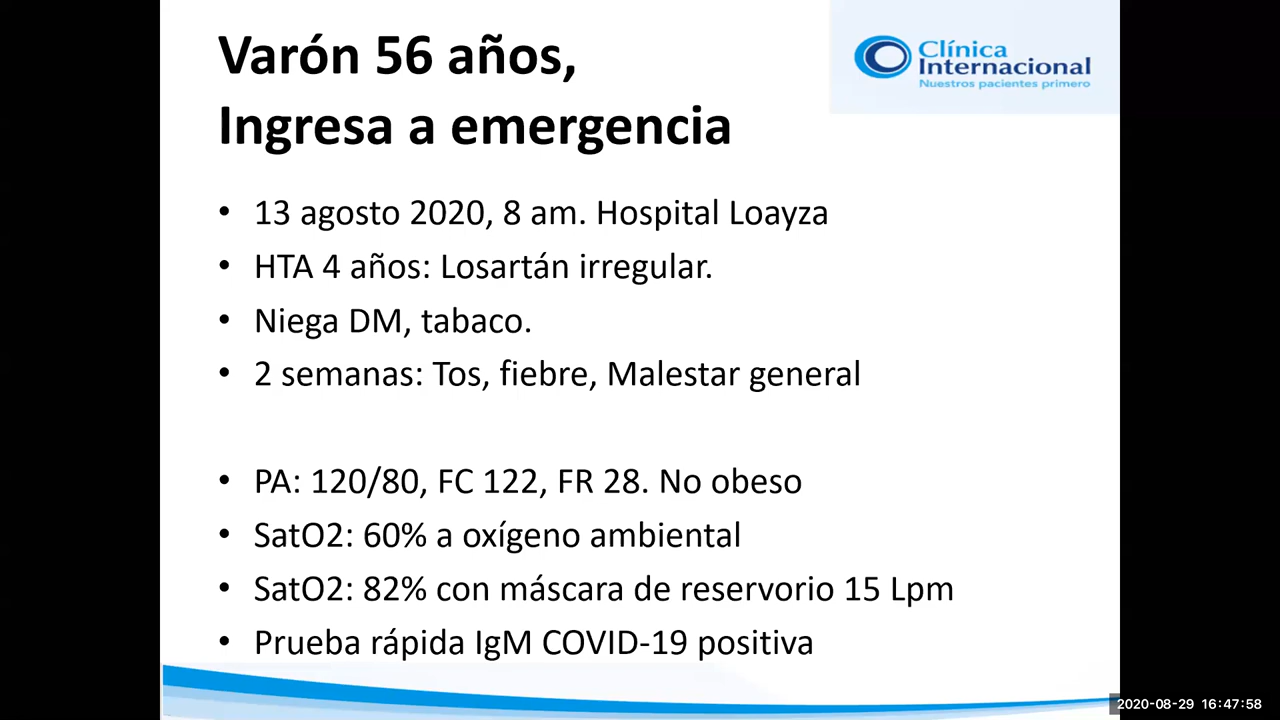 Varón 56 años,
Ingresa a emergencia
Clínica
Internacional
Nuestros pacientes primero
• 13 agosto 2020, 8 am. Hospital Loayza
• HTA 4 años: Losartán irregular.
• Niega DM, tabaco.
• 2 semanas: Tos, fiebre, Malestar general
• PA: 120/80, FC 122, FR 28. No obeso
• SatO2: 60% a oxígeno ambiental
• SatO2: 82% con máscara de reservorio 15 Lpm
• Prueba rápida IgM COVID-19 positiva
2020-08-29 16:47:58